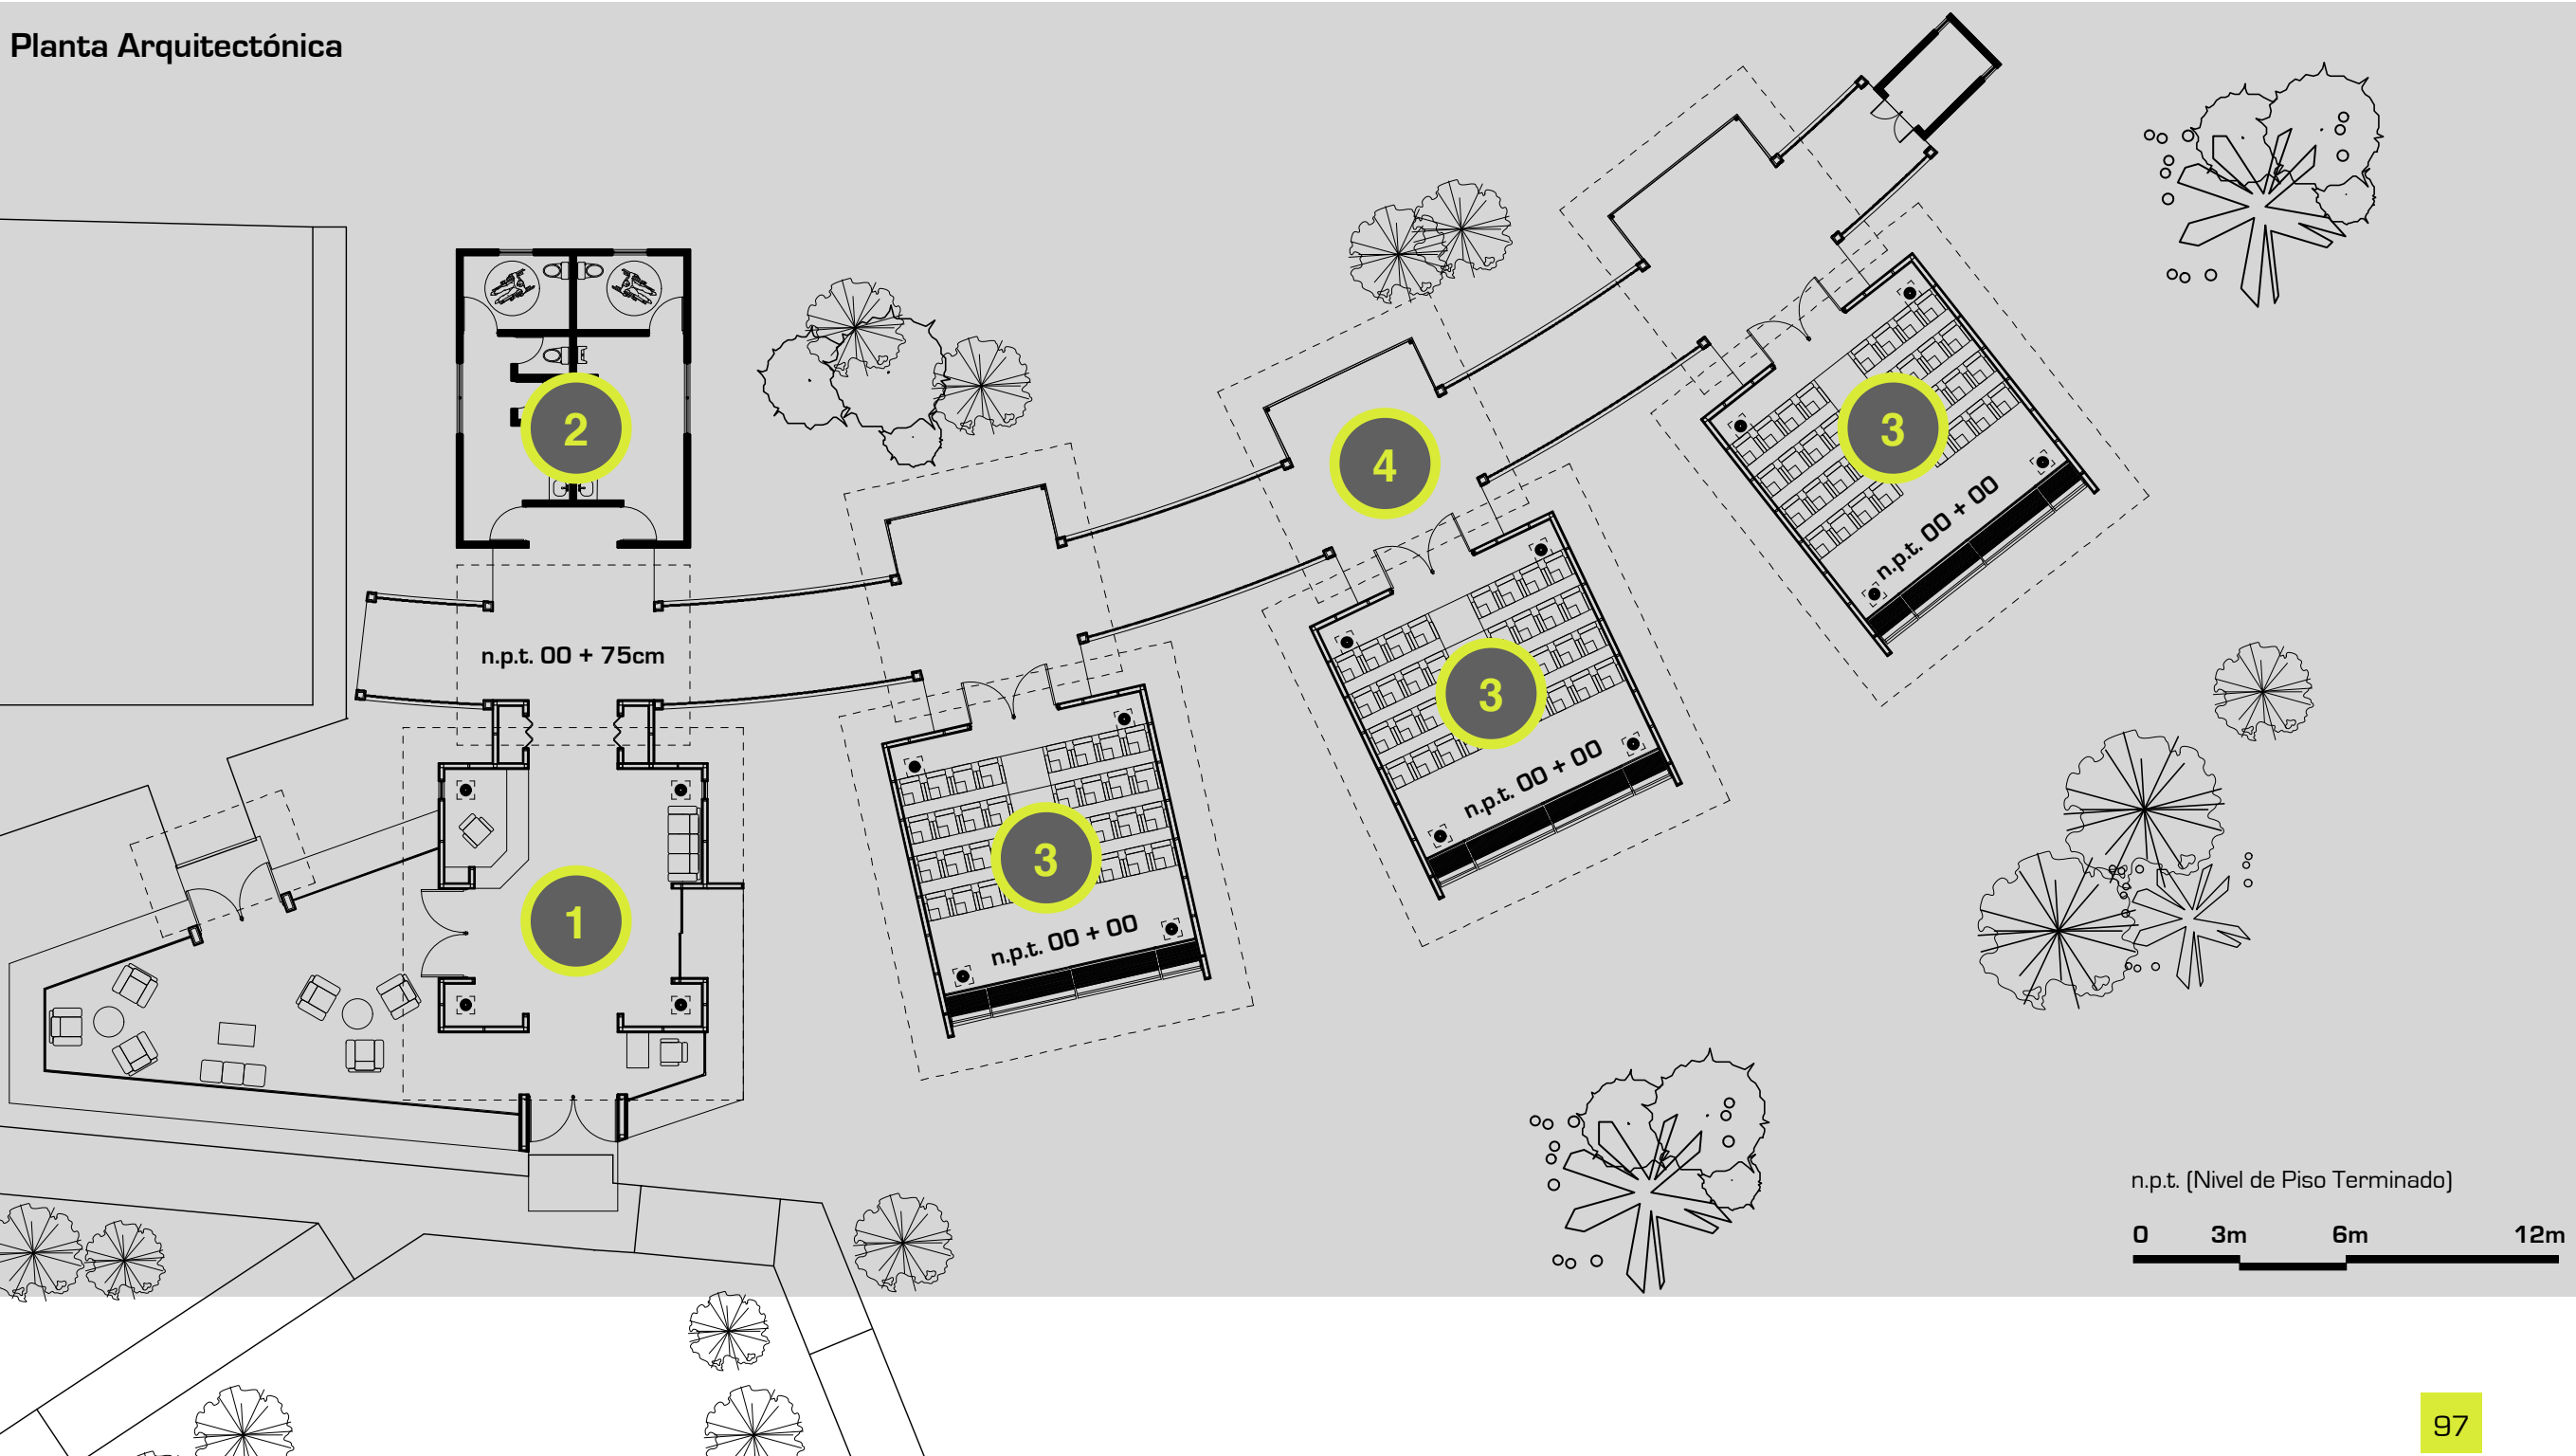 Planta Arquitectónica
2
3
4
n.p.t. 00 + 00
n.p.t. 00 + 75cm
3
n.p.t. 00 + 00
3
1
n.p.t. 00 + 00
n.p.t. (Nivel de Piso Terminado)
0 3m 6m 12m
97